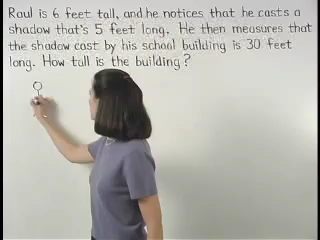 Raul is 6 feet tall, and he notices that he casts a
shadow that's 5 feet long. He then measures that
the shadow cast by his school building is 30 feet
long. How tall is the building?